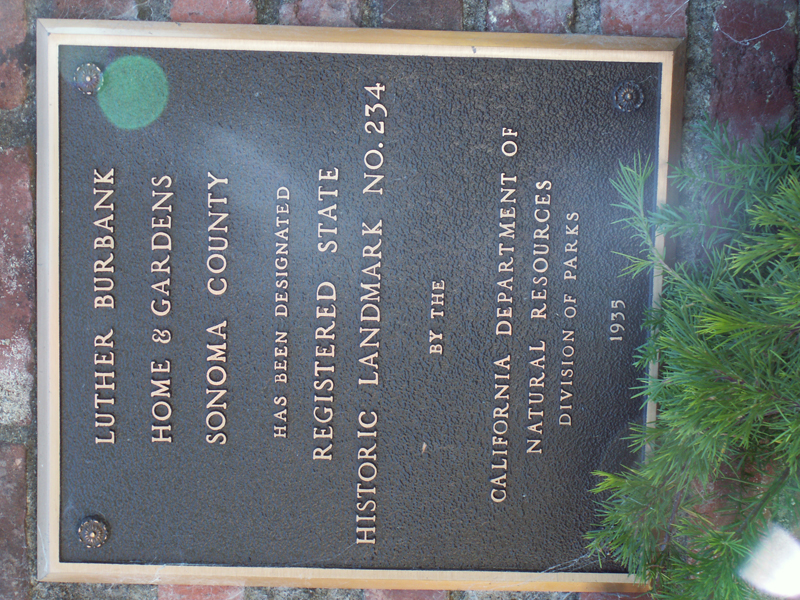 LUTHER BURBANK
HOME & GARDENS
SONOMA COUNTY
HAS BEEN DESIGNATED
REGISTERED STATE
HISTORIC LANDMARK NO. 234
BY THE
CALIFORNIA DEPARTMENT OF
NATURAL RESOURCES
DIVISION OF PARKS
1935